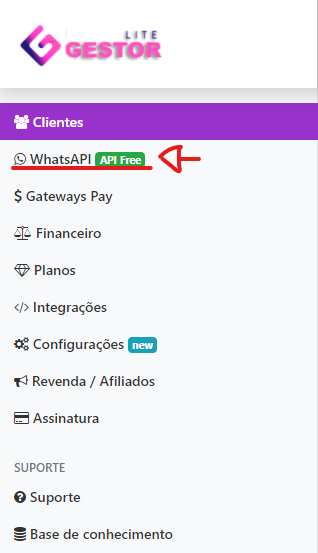 LITE
GESTOR
Clientes
WhatsAPI API Free
$ Gateways Pay
Financeiro
Planos
Integrações
Configurações new
Revenda / Afiliados
Assinatura
SUPORTE
Suporte
Base de conhecimento